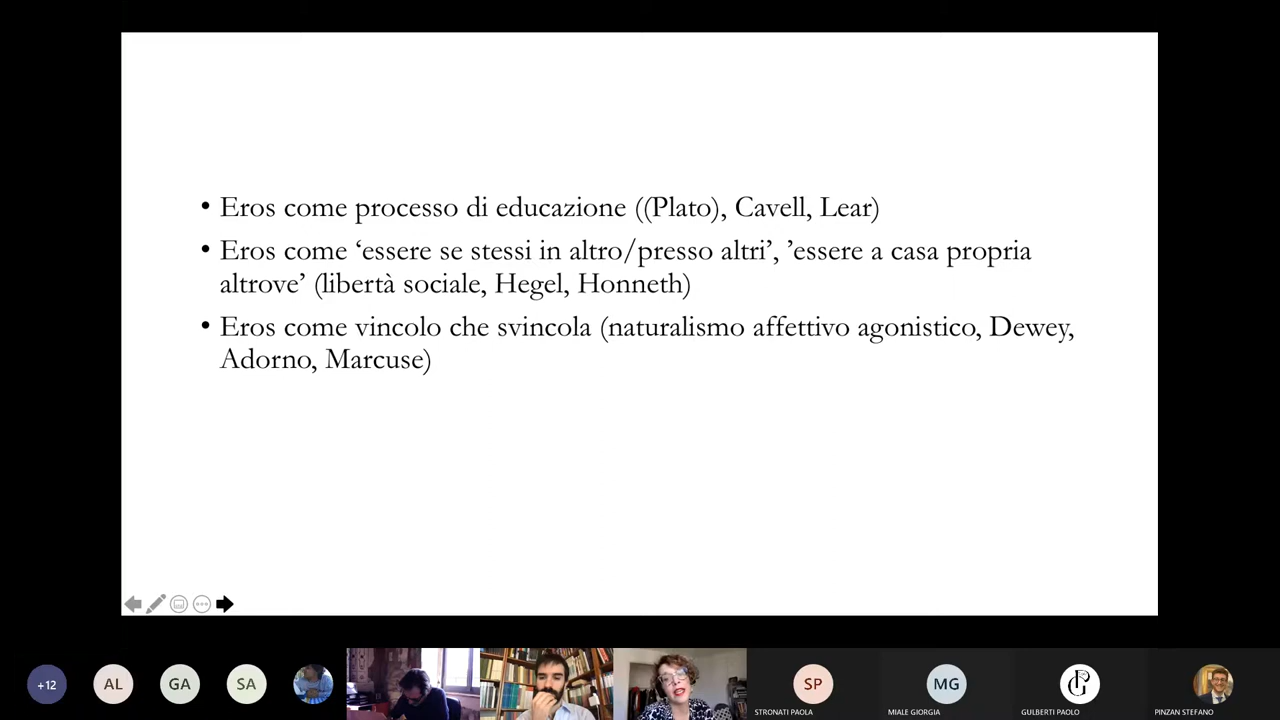 • Eros come processo di educazione ((Plato), Cavell, Lear)
• Eros come ‘essere se stessi in altro/presso altri’, ’essere a casa propria
altrove’ (libertà sociale, Hegel, Honneth)
• Eros come vincolo che svincola (naturalismo affettivo agonistico, Dewey,
Adorno, Marcuse)
+12
AL
GA
SA
SP
STRONATI PAOLA
MG
MIALE GIORGIA
GULBERTI PAOLO
PINZAN STEFANO